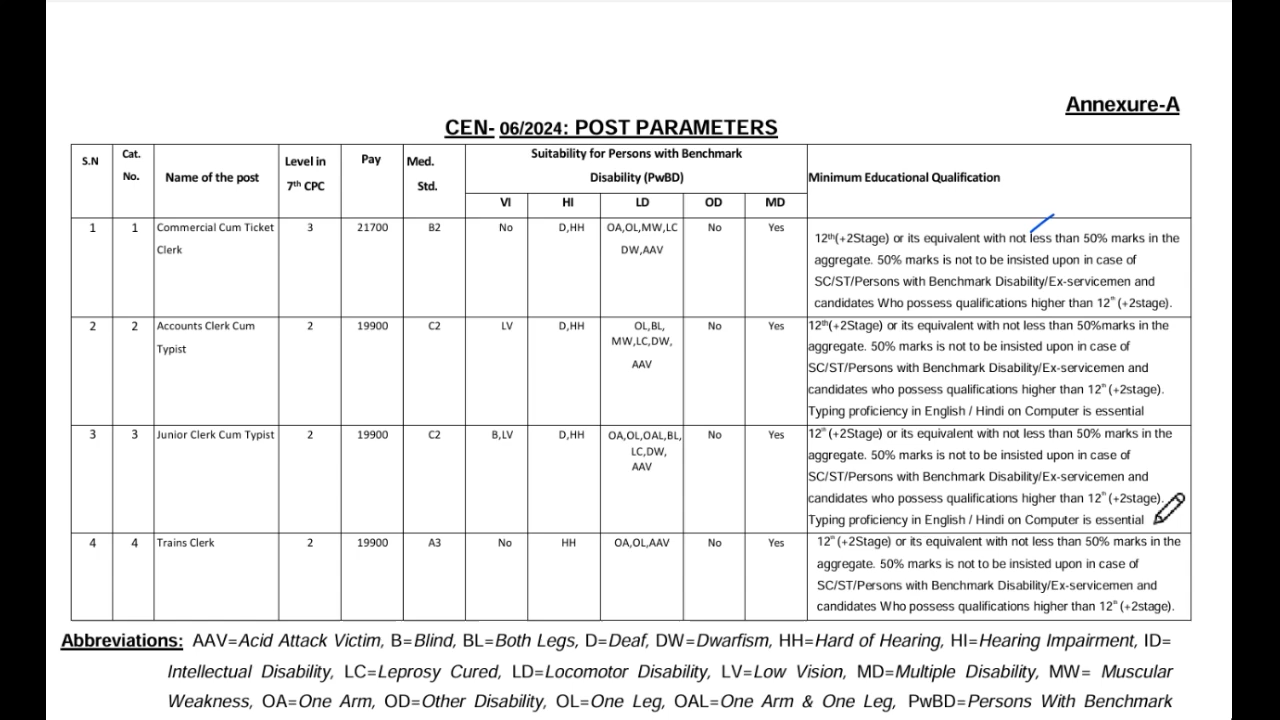 Annexure-A
CEN- 06/2024: POST PARAMETERS
S.N
Cat. No.
Name of the post
Level in 7th CPC
Pay
Med. Std.
Suitability for Persons with Benchmark Disability (PwBD)
Minimum Educational Qualification
VI HI LD OD MD
1 1 Commercial Cum Ticket Clerk 3 21700 B2 No D,HH OA,OL,MW,LC DW,AAV No Yes
12th(+2Stage) or its equivalent with not less than 50% marks in the
aggregate. 50% marks is not to be insisted upon in case of
SC/ST/Persons with Benchmark Disability/Ex-servicemen and
candidates Who possess qualifications higher than 12th (+2stage).
2 2 Accounts Clerk Cum Typist 2 19900 C2 LV D,HH OL,BL, MW,LC,DW, AAV No Yes
12th(+2Stage) or its equivalent with not less than 50%marks in the
aggregate. 50% marks is not to be insisted upon in case of
SC/ST/Persons with Benchmark Disability/Ex-servicemen and
candidates who possess qualifications higher than 12th (+2stage).
Typing proficiency in English / Hindi on Computer is essential
3 3 Junior Clerk Cum Typist 2 19900 C2 B,LV D,HH OA,OL,OAL,BL, LC,DW, AAV No Yes
12th (+2Stage) or its equivalent with not less than 50% marks in the
aggregate. 50% marks is not to be insisted upon in case of
SC/ST/Persons with Benchmark Disability/Ex-servicemen and
candidates who possess qualifications higher than 12th (+2stage).
Typing proficiency in English / Hindi on Computer is essential
4 4 Trains Clerk 2 19900 A3 No HH OA,OL,AAV No Yes
12th (+2Stage) or its equivalent with not less than 50% marks in the
aggregate. 50% marks is not to be insisted upon in case of
SC/ST/Persons with Benchmark Disability/Ex-servicemen and
candidates Who possess qualifications higher than 12th (+2stage).
Abbreviations: AAV=Acid Attack Victim, B=Blind, BL=Both Legs, D=Deaf, DW=Dwarfism, HH=Hard of Hearing, HI=Hearing Impairment, ID=
Intellectual Disability, LC=Leprosy Cured, LD=Locomotor Disability, LV=Low Vision, MD=Multiple Disability, MW= Muscular
Weakness, OA=One Arm, OD=Other Disability, OL=One Leg, OAL=One Arm & One Leg, PwBD=Persons With Benchmark